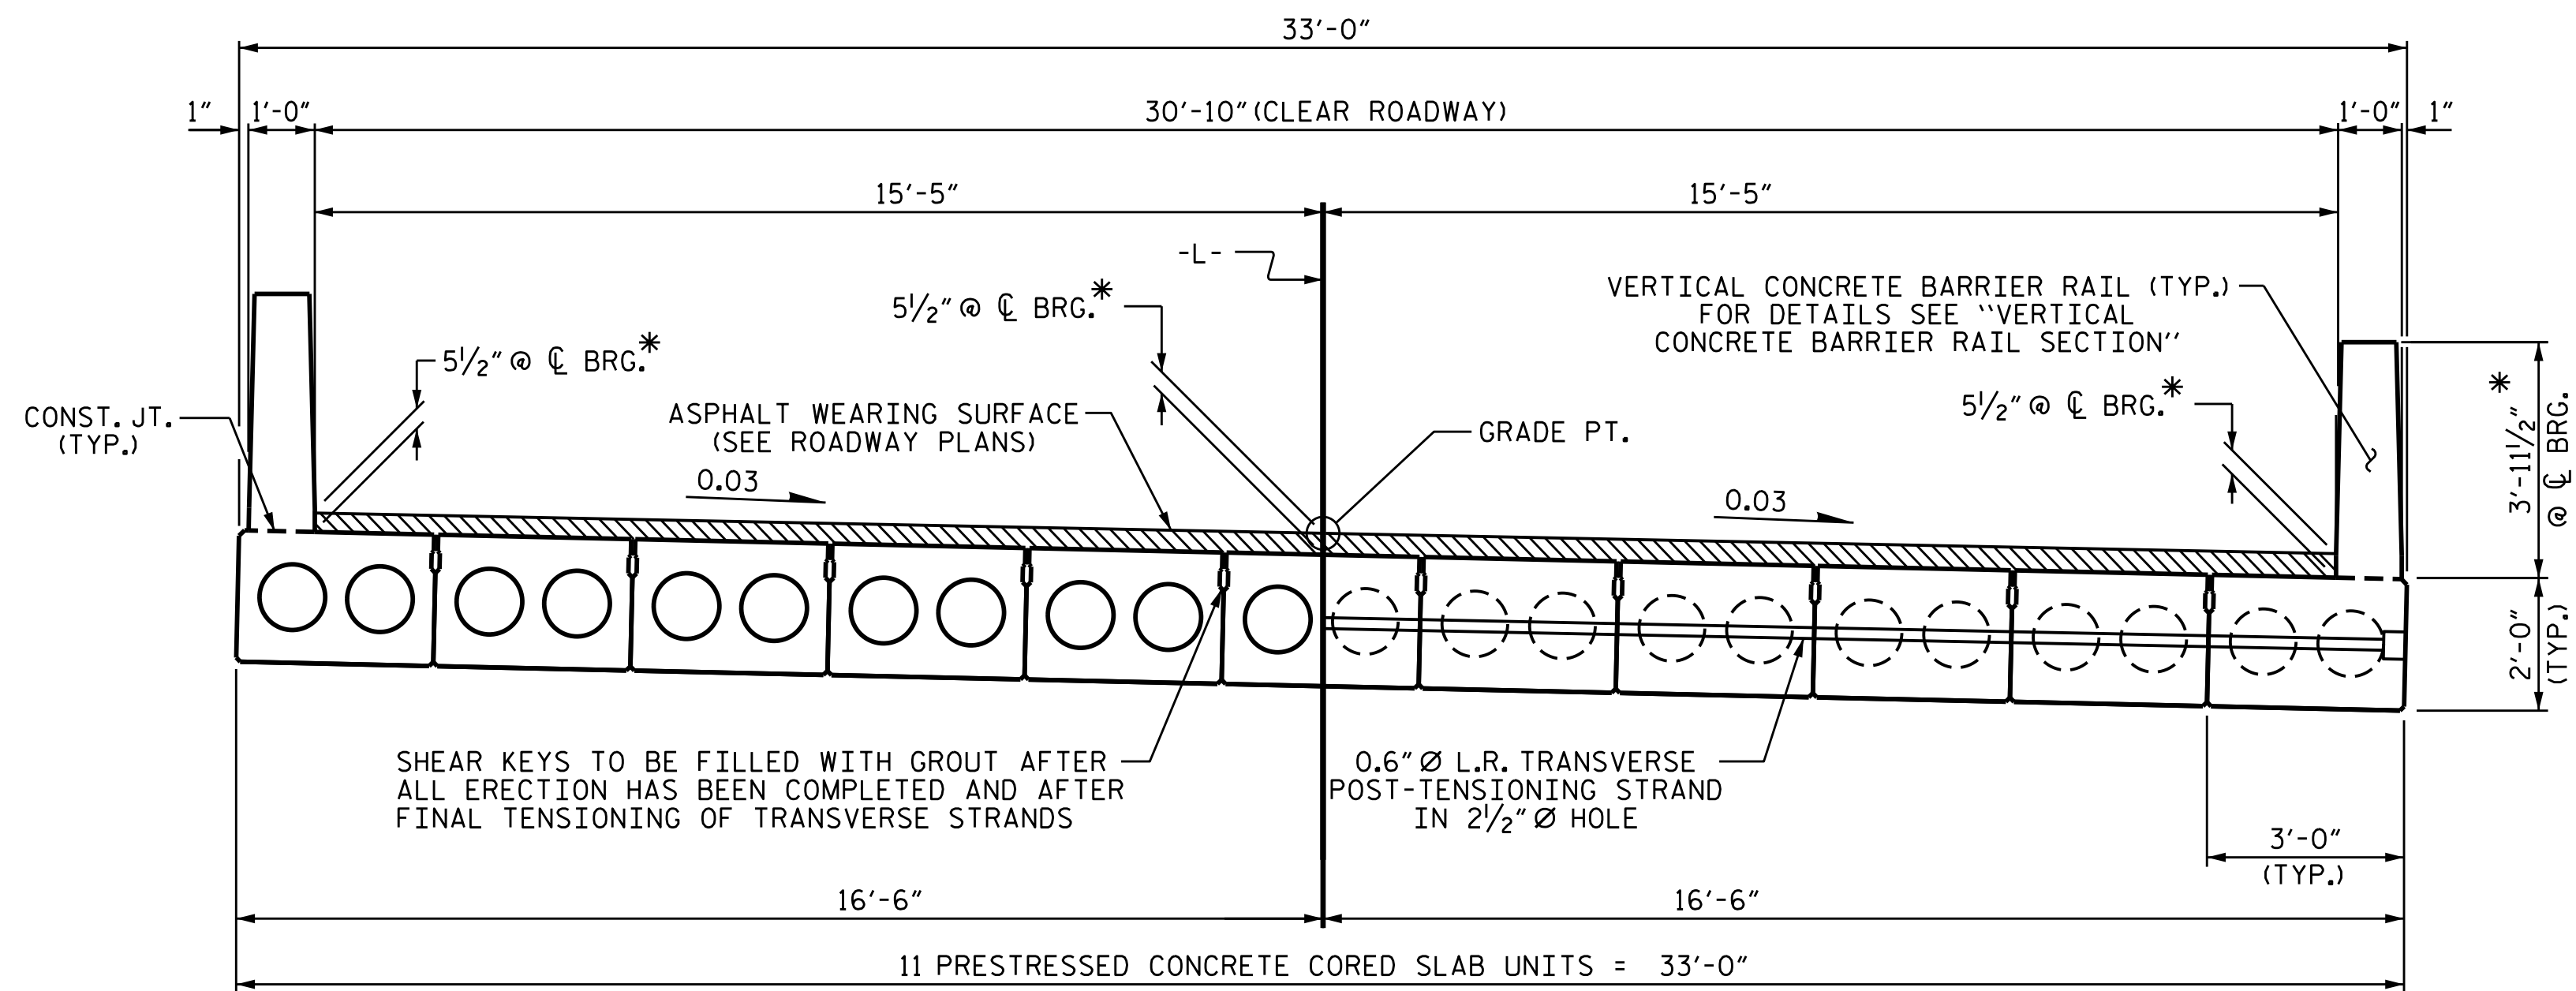 33'-0"
1" 1'-0" 30'-10" (CLEAR ROADWAY) 1'-0" 1"
15'-5" 15'-5"
-L-
5½" @ ℄ BRG.*
VERTICAL CONCRETE BARRIER RAIL (TYP.)
FOR DETAILS SEE "VERTICAL
CONCRETE BARRIER RAIL SECTION"
5½" @ ℄ BRG.*
5½" @ ℄ BRG.*
CONST. JT.
(TYP.)
ASPHALT WEARING SURFACE
(SEE ROADWAY PLANS)
GRADE PT.
3'-11½" *
@ ℄ BRG.
0.03
0.03
2'-0"
(TYP.)
SHEAR KEYS TO BE FILLED WITH GROUT AFTER
ALL ERECTION HAS BEEN COMPLETED AND AFTER
FINAL TENSIONING OF TRANSVERSE STRANDS
0.6" Ø L.R. TRANSVERSE
POST-TENSIONING STRAND
IN 2½" Ø HOLE
3'-0"
(TYP.)
16'-6" 16'-6"
11 PRESTRESSED CONCRETE CORED SLAB UNITS = 33'-0"